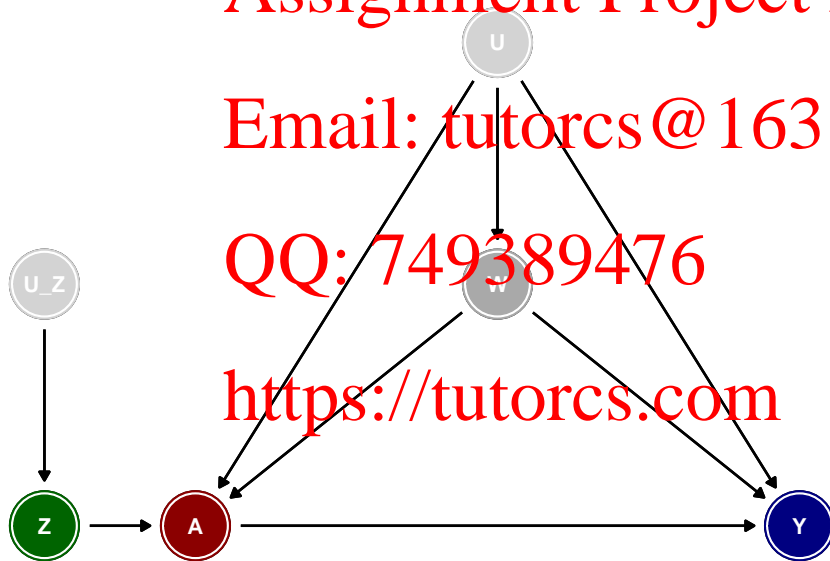 Assignment Project
U
Email: tutorcs@163
QQ: 749389476
U_Z
W
https://tutorcs.com
Z
A
Y